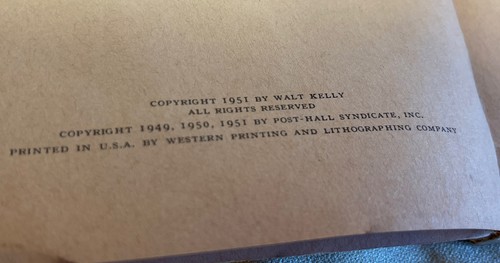 COPYRIGHT 1951 BY WALT KELLY
ALL RIGHTS RESERVED
COPYRIGHT 1949, 1950, 1951 BY POST-HALL SYNDICATE, INC.
PRINTED IN U.S.A. BY WESTERN PRINTING AND LITHOGRAPHING COMPANY